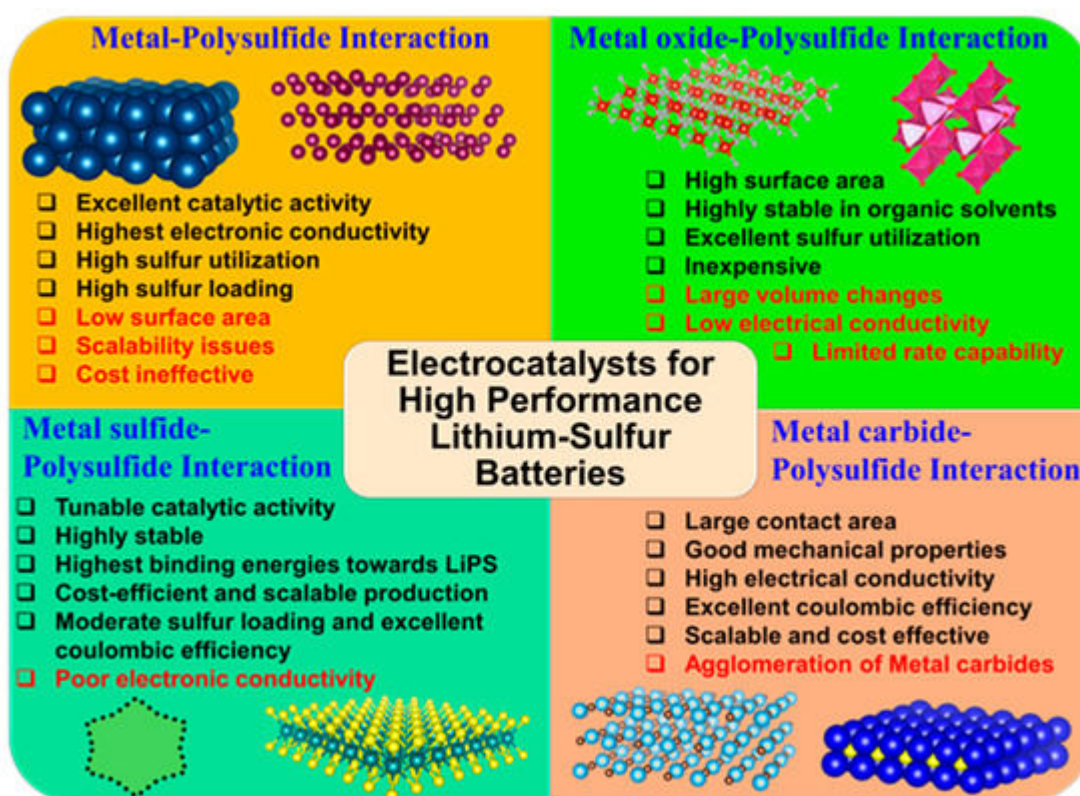 Metal-Polysulfide Interaction
❑ Excellent catalytic activity
❑ Highest electronic conductivity
❑ High sulfur utilization
❑ High sulfur loading
❑ Low surface area
❑ Scalability issues
❑ Cost ineffective
Metal oxide-Polysulfide Interaction
❑ High surface area
❑ Highly stable in organic solvents
❑ Excellent sulfur utilization
❑ Inexpensive
❑ Large volume changes
❑ Low electrical conductivity
❑ Limited rate capability
Electrocatalysts for
High Performance
Lithium-Sulfur
Batteries
Metal sulfide-
Polysulfide Interaction
❑ Tunable catalytic activity
❑ Highly stable
❑ Highest binding energies towards LiPS
❑ Cost-efficient and scalable production
❑ Moderate sulfur loading and excellent
coulombic efficiency
❑ Poor electronic conductivity
Metal carbide-
Polysulfide Interaction
❑ Large contact area
❑ Good mechanical properties
❑ High electrical conductivity
❑ Excellent coulombic efficiency
❑ Scalable and cost effective
❑ Agglomeration of Metal carbides